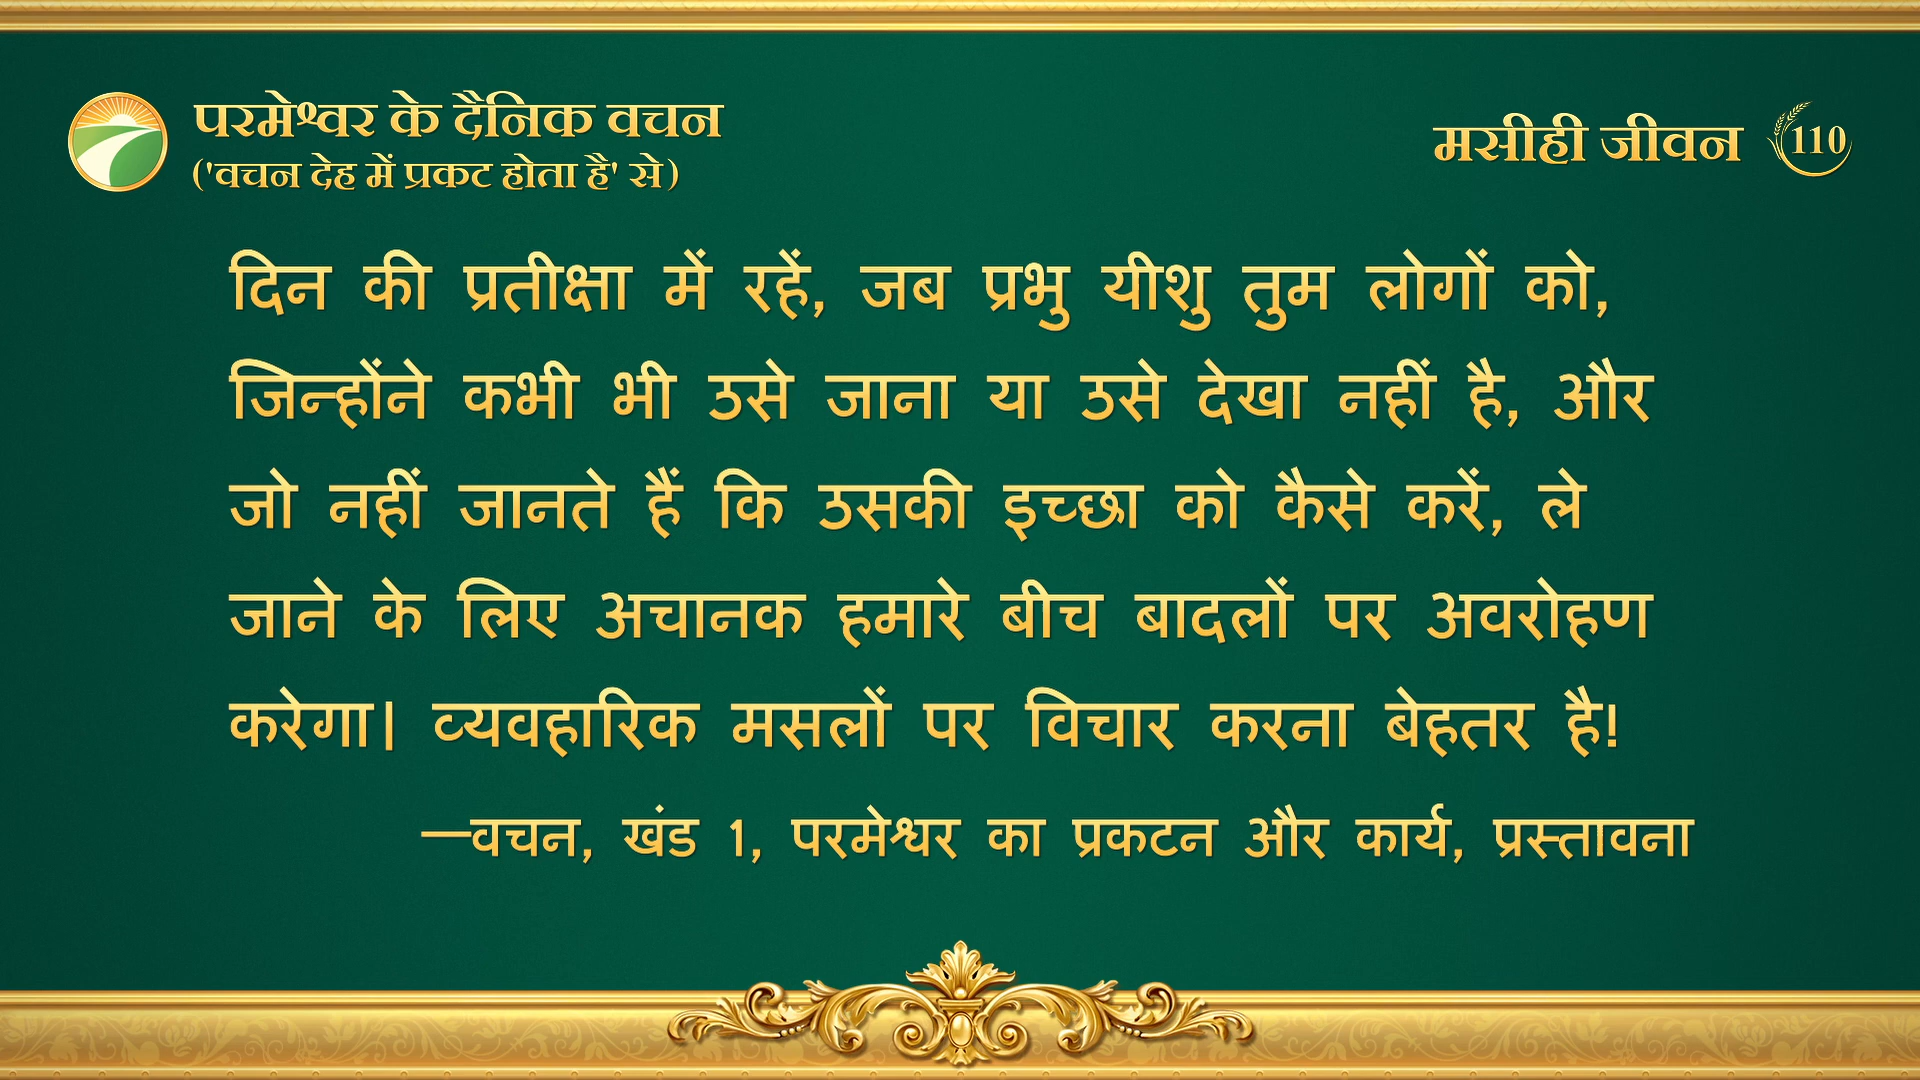 परमेश्वर के दैनिक वचन
('वचन देह में प्रकट होता है' से)
मसीही जीवन 110
दिन की प्रतीक्षा में रहें, जब प्रभु यीशु तुम लोगों को,
जिन्होंने कभी भी उसे जाना या उसे देखा नहीं है, और
जो नहीं जानते हैं कि उसकी इच्छा को कैसे करें, ले
जाने के लिए अचानक हमारे बीच बादलों पर अवरोहण
करेगा। व्यवहारिक मसलों पर विचार करना बेहतर है!
—वचन, खंड 1, परमेश्वर का प्रकटन और कार्य, प्रस्तावना